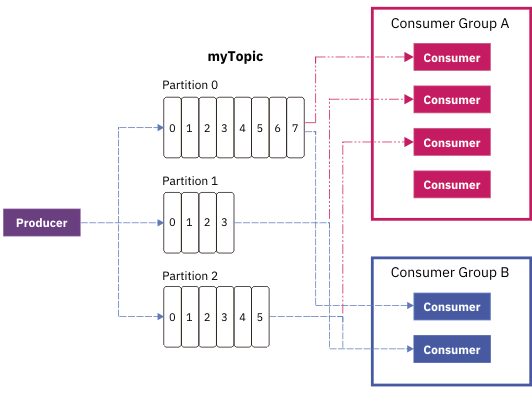 Consumer Group A
myTopic
Consumer
Partition 0
Consumer
0 1 2 3 4 5 6 7
Consumer
Partition 1
Consumer
Producer
0 1 2 3
Partition 2
Consumer Group B
0 1 2 3 4 5
Consumer
Consumer